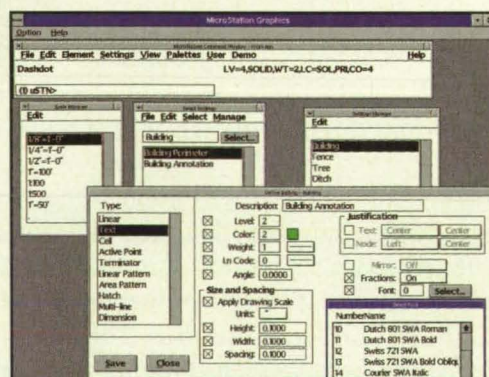 MicroStation Graphics
Option Help
File Edit Element Settings View Palettes User Demo Help
Dashdot LV=4,SOLID,WT=2,LC=SOL,PRI,CO=4
(1) uSTN>
Edit
1/8"=1'-0"
1/4"=1'-0"
1/2"=1'-0"
1"=100'
1:100
1:500
1"=50'
File Edit Select Manage
Building Select...
Building Perimeter
Building Annotation
Edit
Building
Fence
Tree
Ditch
Type:
Linear
Text
Cell
Active Point
Terminator
Linear Pattern
Area Pattern
Hatch
Multi-line
Dimension
Save Close
Description: Building Annotation
Level: 2
Color: 2
Weight: 1
Ln Code: 0
Angle: 0.0000
Size and Spacing
Apply Drawing Scale
Units: "
Height: 0.1000
Width: 0.1000
Spacing: 0.1000
Justification
Text: Center Center
Node: Left Center
Mirror: Off
Fractions: On
Font: 0 Select...
Number Name
10 Dutch 801 SWA Roman
11 Dutch 801 SWA Bold
12 Swiss 721 SWA
13 Swiss 721 SWA Bold Obliq.
14 Courier SWA Italic